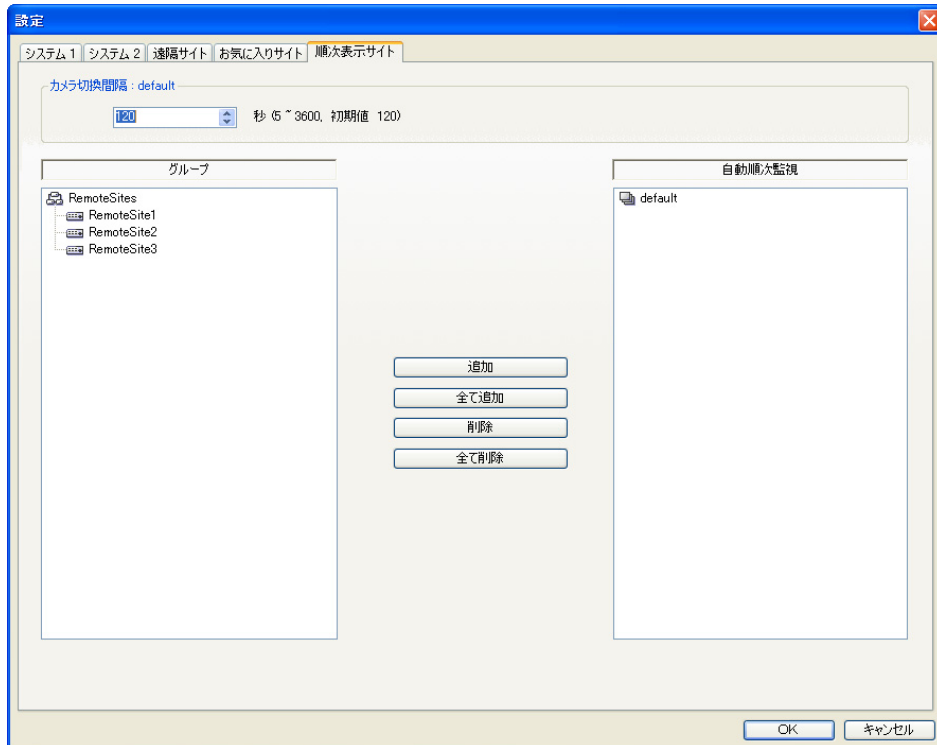 設定
システム 1 システム 2 遠隔サイト お気に入りサイト 順次表示サイト
カメラ切換間隔 : default
120 秒 (5 ~ 3600, 初期値 120)
グループ 自動順次監視
RemoteSites default
RemoteSite1
RemoteSite2
RemoteSite3
追加
全て追加
削除
全て削除
OK キャンセル